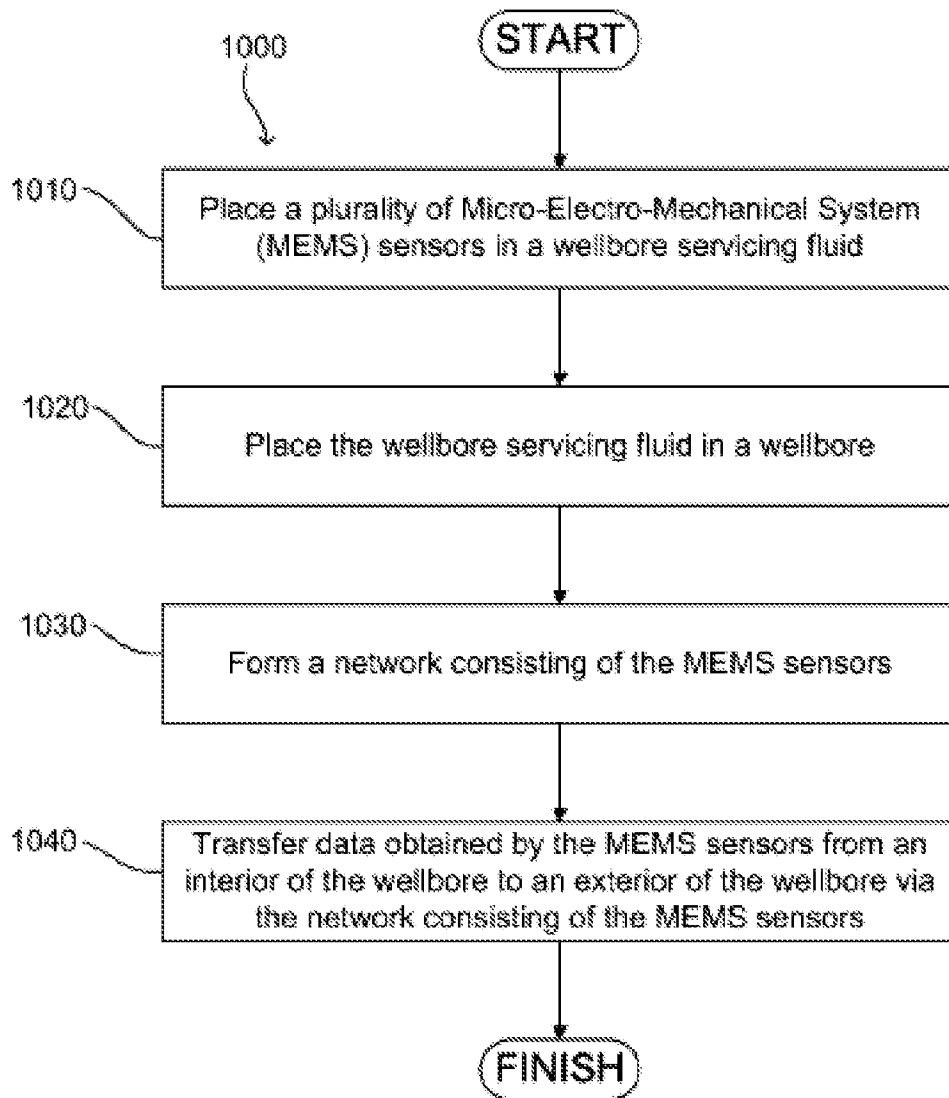 START
1000
1010
Place a plurality of Micro-Electro-Mechanical System
(MEMS) sensors in a wellbore servicing fluid
1020
Place the wellbore servicing fluid in a wellbore
1030
Form a network consisting of the MEMS sensors
1040
Transfer data obtained by the MEMS sensors from an
interior of the wellbore to an exterior of the wellbore via
the network consisting of the MEMS sensors
FINISH